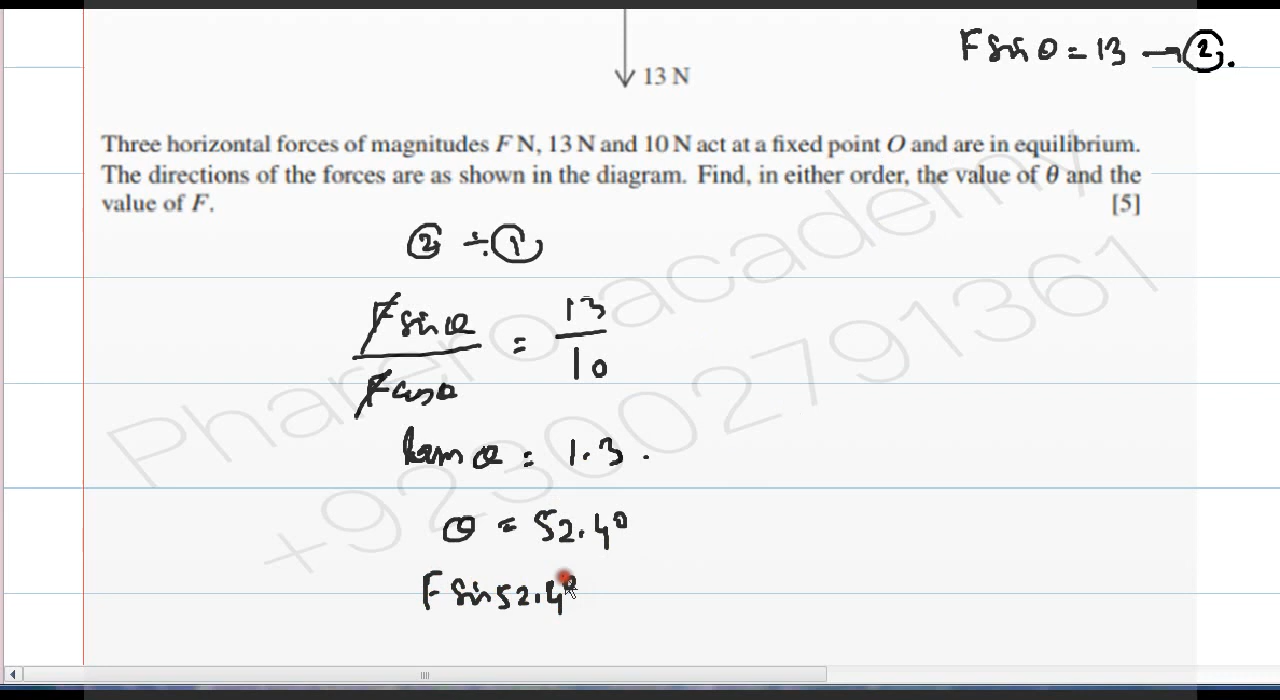 F sin θ = 13 → ②.
13 N
Three horizontal forces of magnitudes F N, 13 N and 10 N act at a fixed point O and are in equilibrium.
The directions of the forces are as shown in the diagram. Find, in either order, the value of θ and the
value of F. [5]
② ÷ ①
F sin θ / F cos θ = 13 / 10
tan θ = 1.3.
θ = 52.4°
F sin 52.4°
Pharero academy
+923002791361